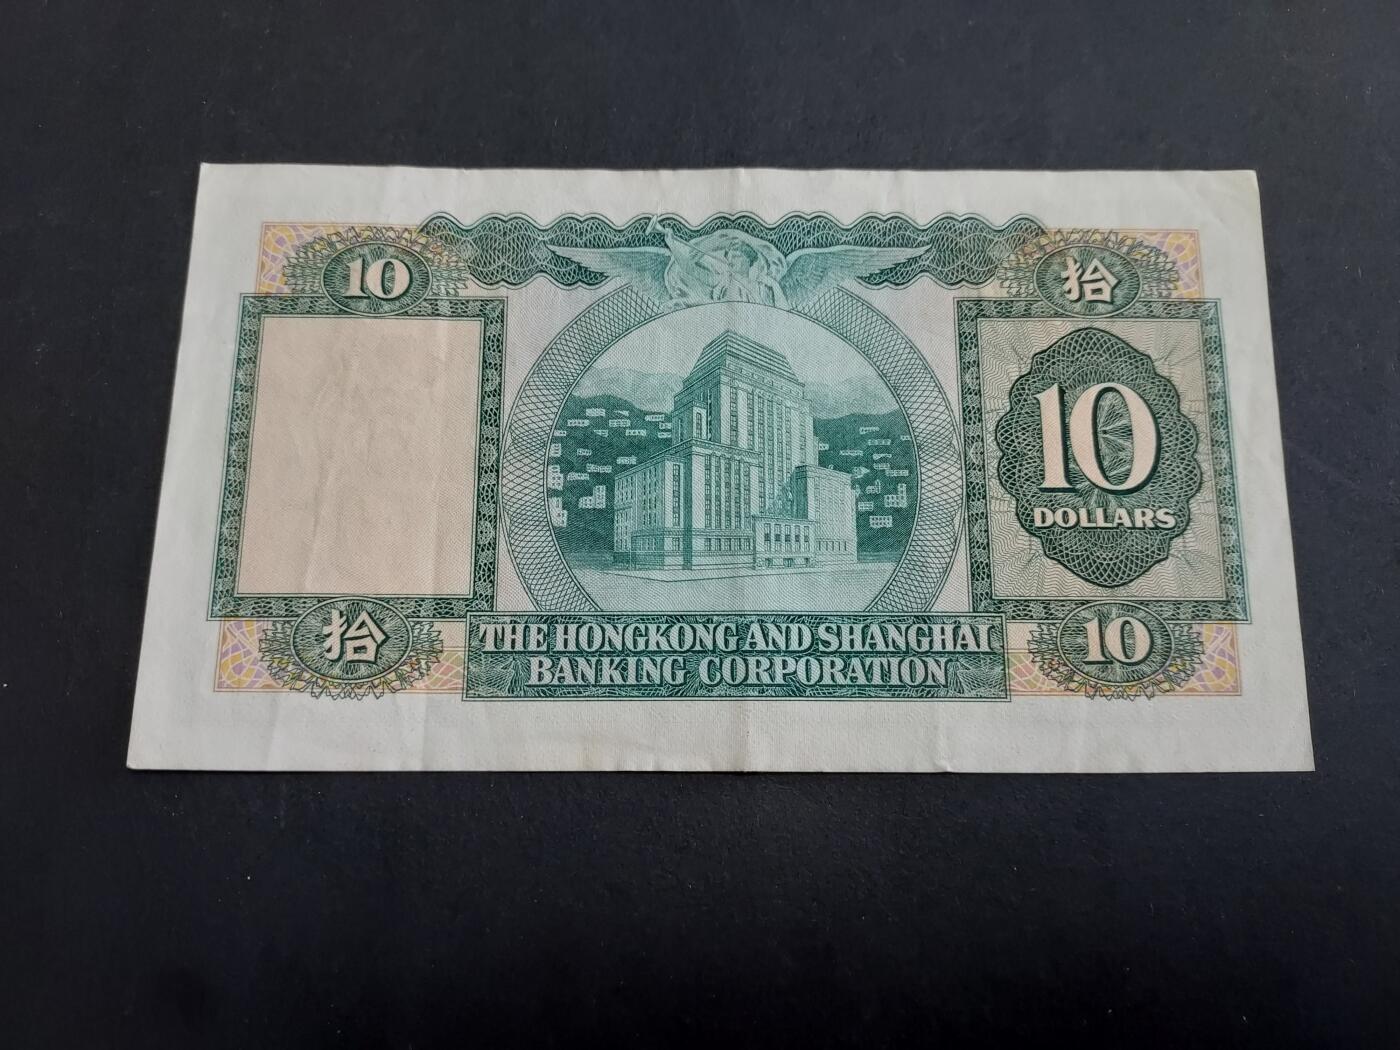 10
拾
10
DOLLARS
拾
THE HONGKONG AND SHANGHAI
BANKING CORPORATION
10